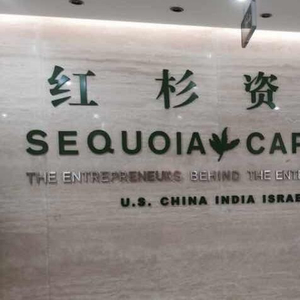 红杉资
SEQUOIA CAP
THE ENTREPRENEURS BEHIND THE ENT
U.S. CHINA INDIA ISRAE